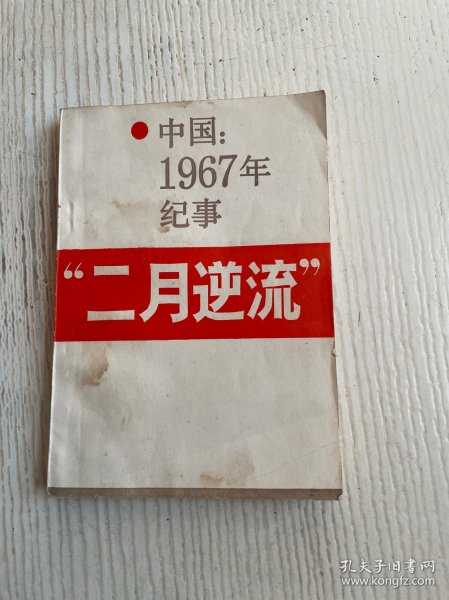 中国：
1967年
纪事
“二月逆流”
孔夫子旧书网
www.kongfz.com